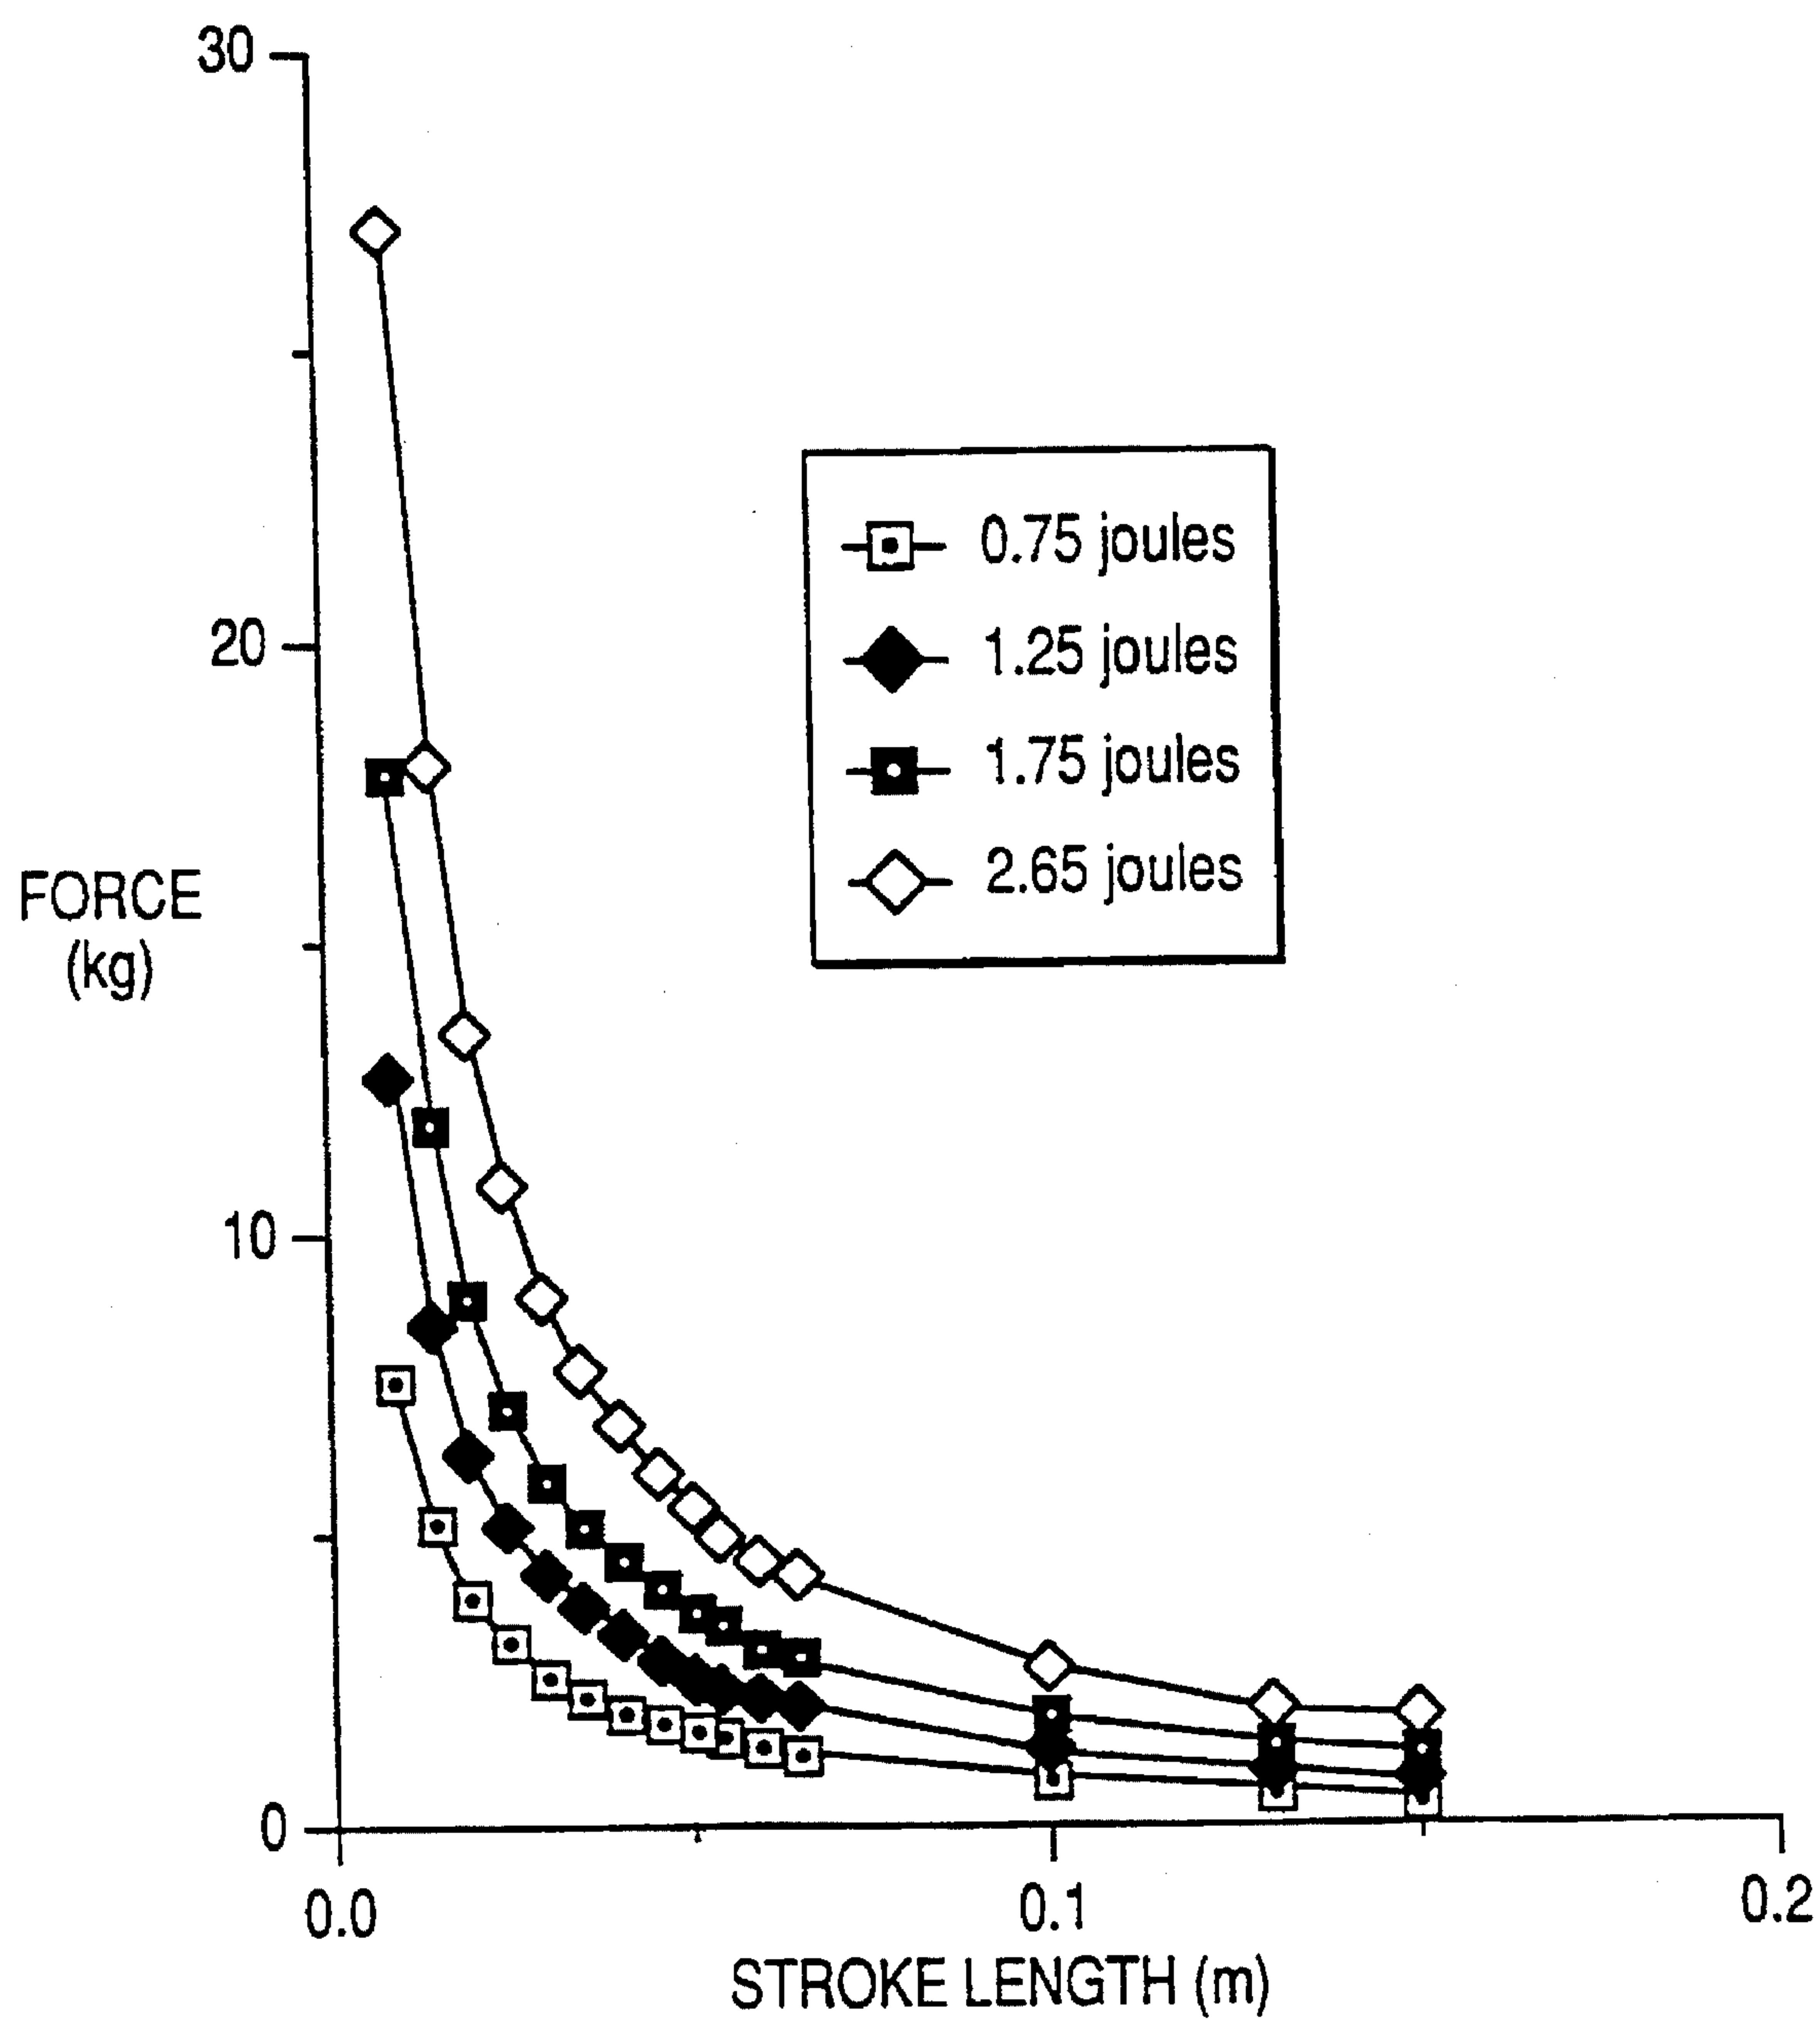 30
20
10
0
FORCE
(kg)
0.75 joules
1.25 joules
1.75 joules
2.65 joules
0.0
0.1
0.2
STROKE LENGTH (m)